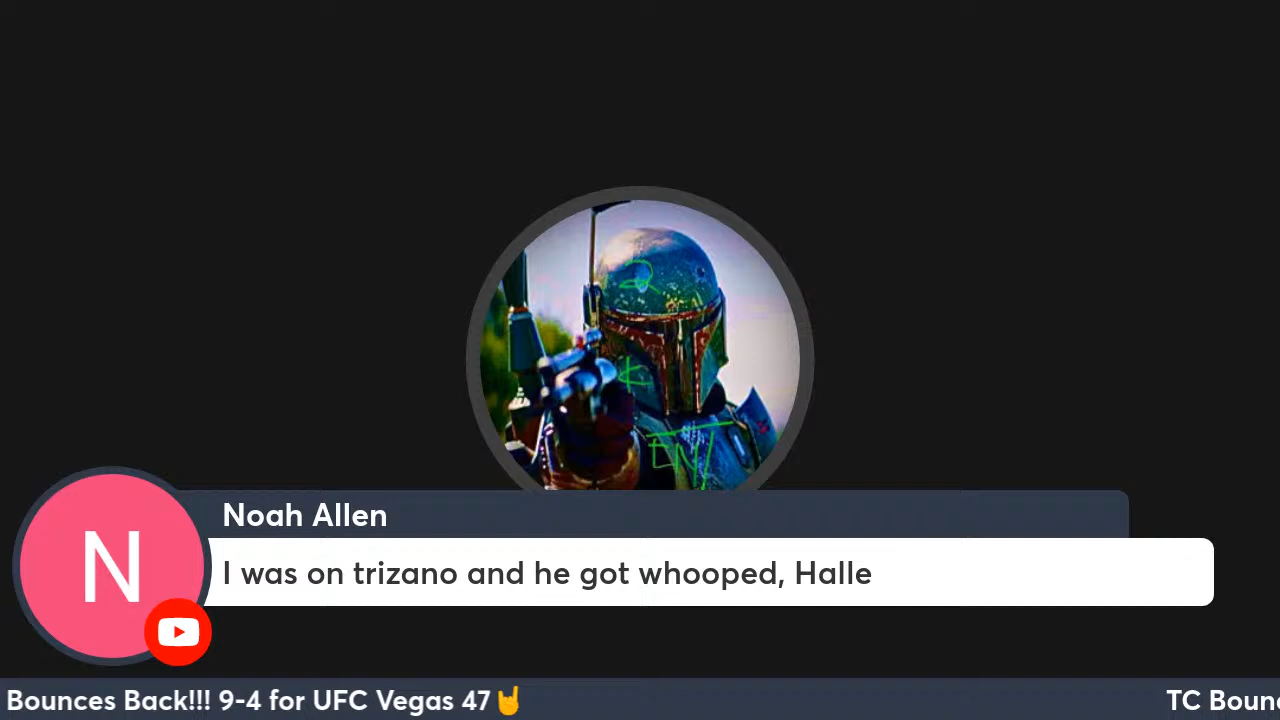 Noah Allen
N
I was on trizano and he got whooped, Halle
Bounces Back!!! 9-4 for UFC Vegas 47🤘
TC Boun